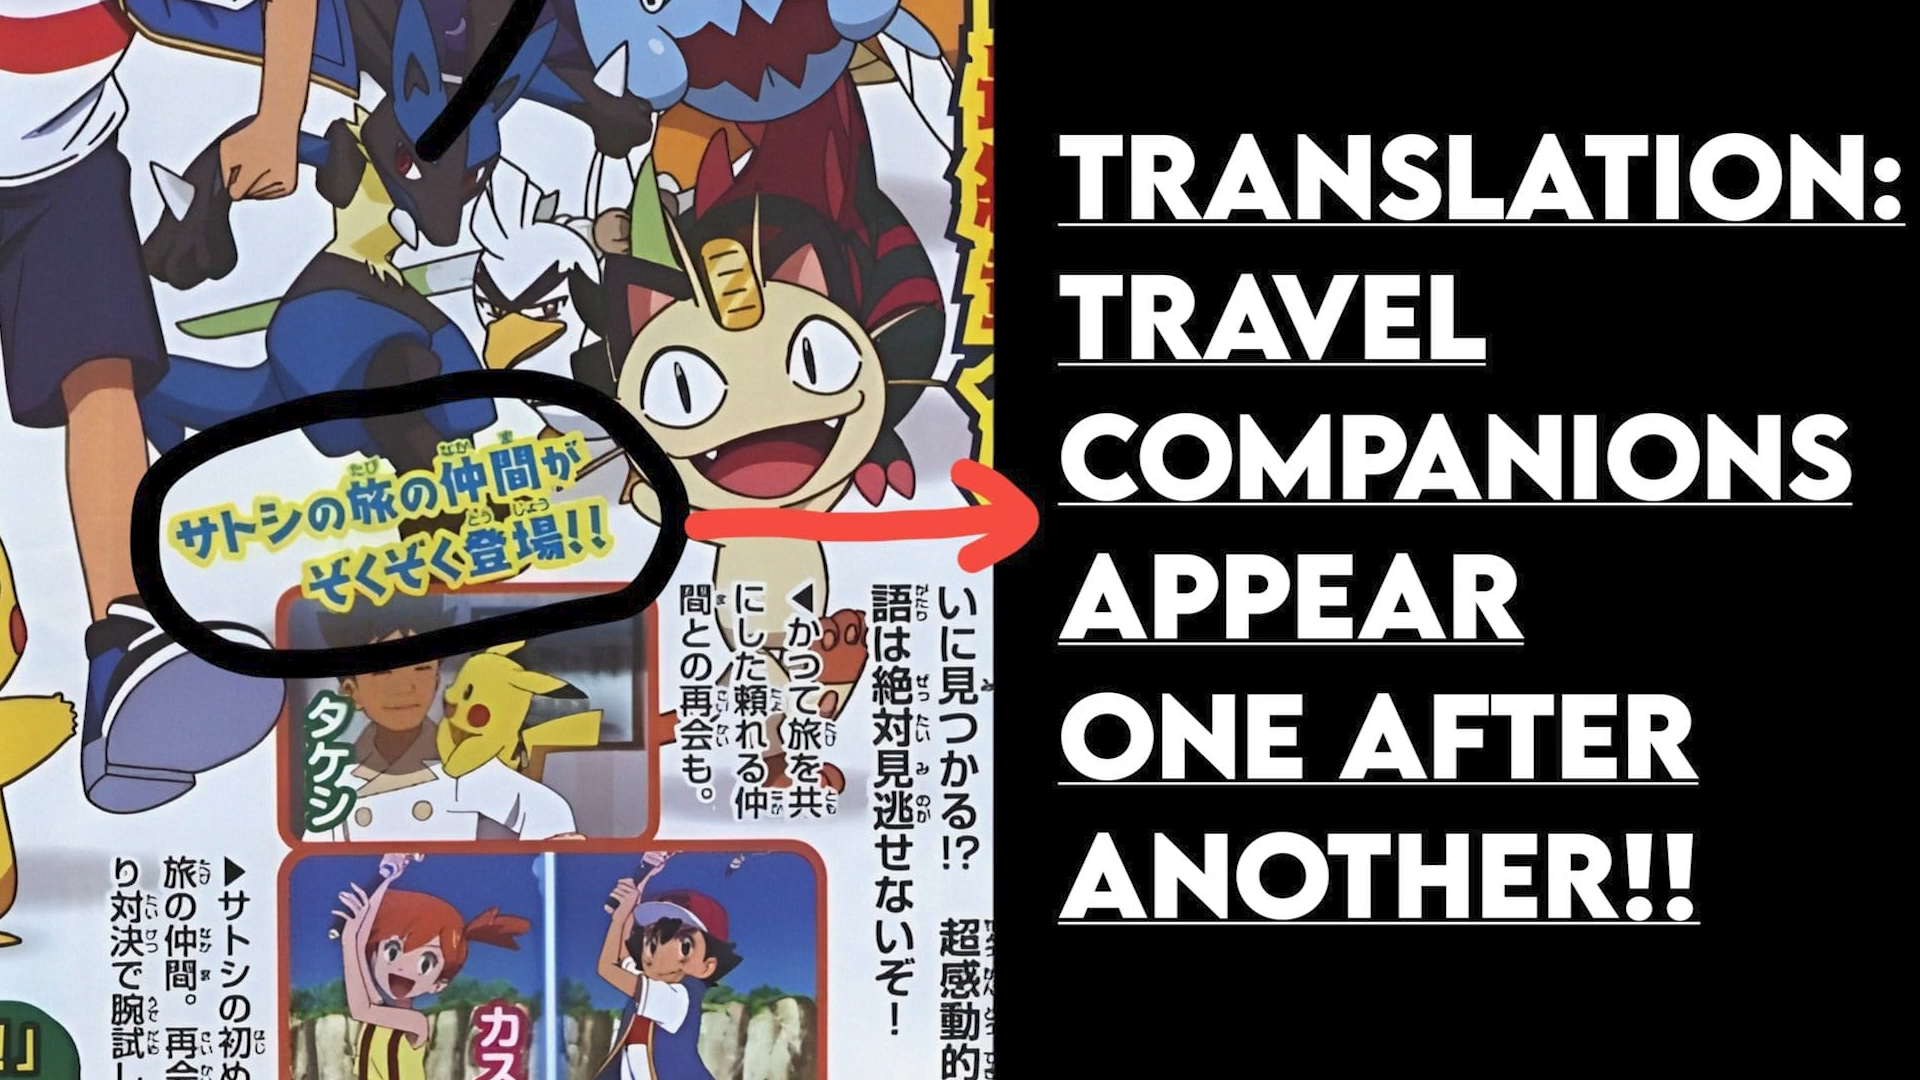 サトシの旅の仲間が
ぞくぞく登場!!
タケシ
いに見つかる!? 超感動的
語は絶対見逃せないぞ!
◀かつて旅を共
にした頼れる仲
間との再会も。
▶サトシの初め
旅の仲間。再会
り対決で腕試し
カス
!!」
TRANSLATION:
TRAVEL
COMPANIONS
APPEAR
ONE AFTER
ANOTHER!!